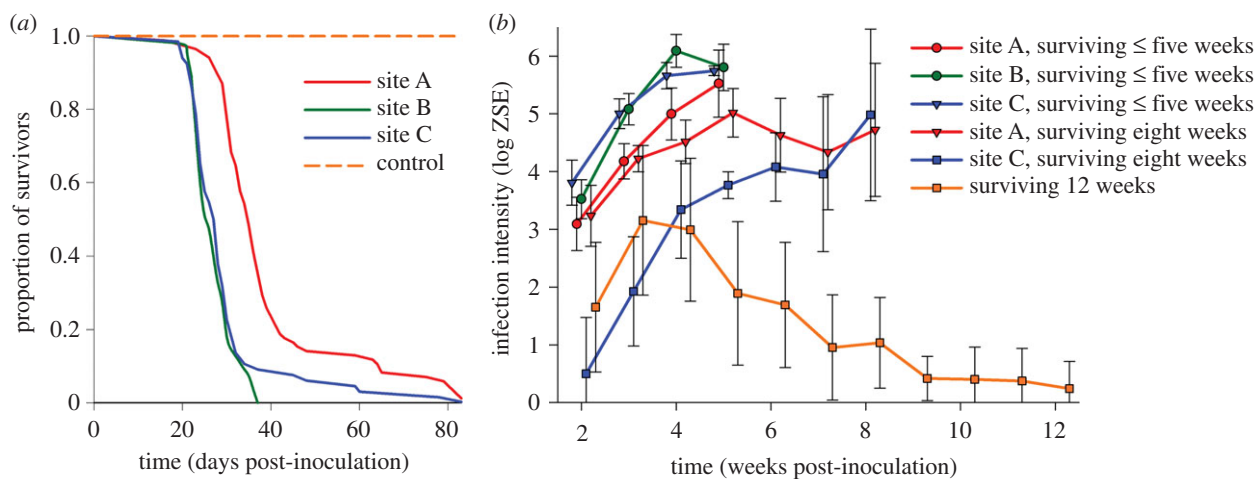 (a)
1.0
0.8
0.6
0.4
0.2
0
0
20
40
60
80
proportion of survivors
time (days post-inoculation)
site A
site B
site C
control
(b)
6
5
4
3
2
1
0
2
4
6
8
10
12
infection intensity (log ZSE)
time (weeks post-inoculation)
site A, surviving ≤ five weeks
site B, surviving ≤ five weeks
site C, surviving ≤ five weeks
site A, surviving eight weeks
site C, surviving eight weeks
surviving 12 weeks